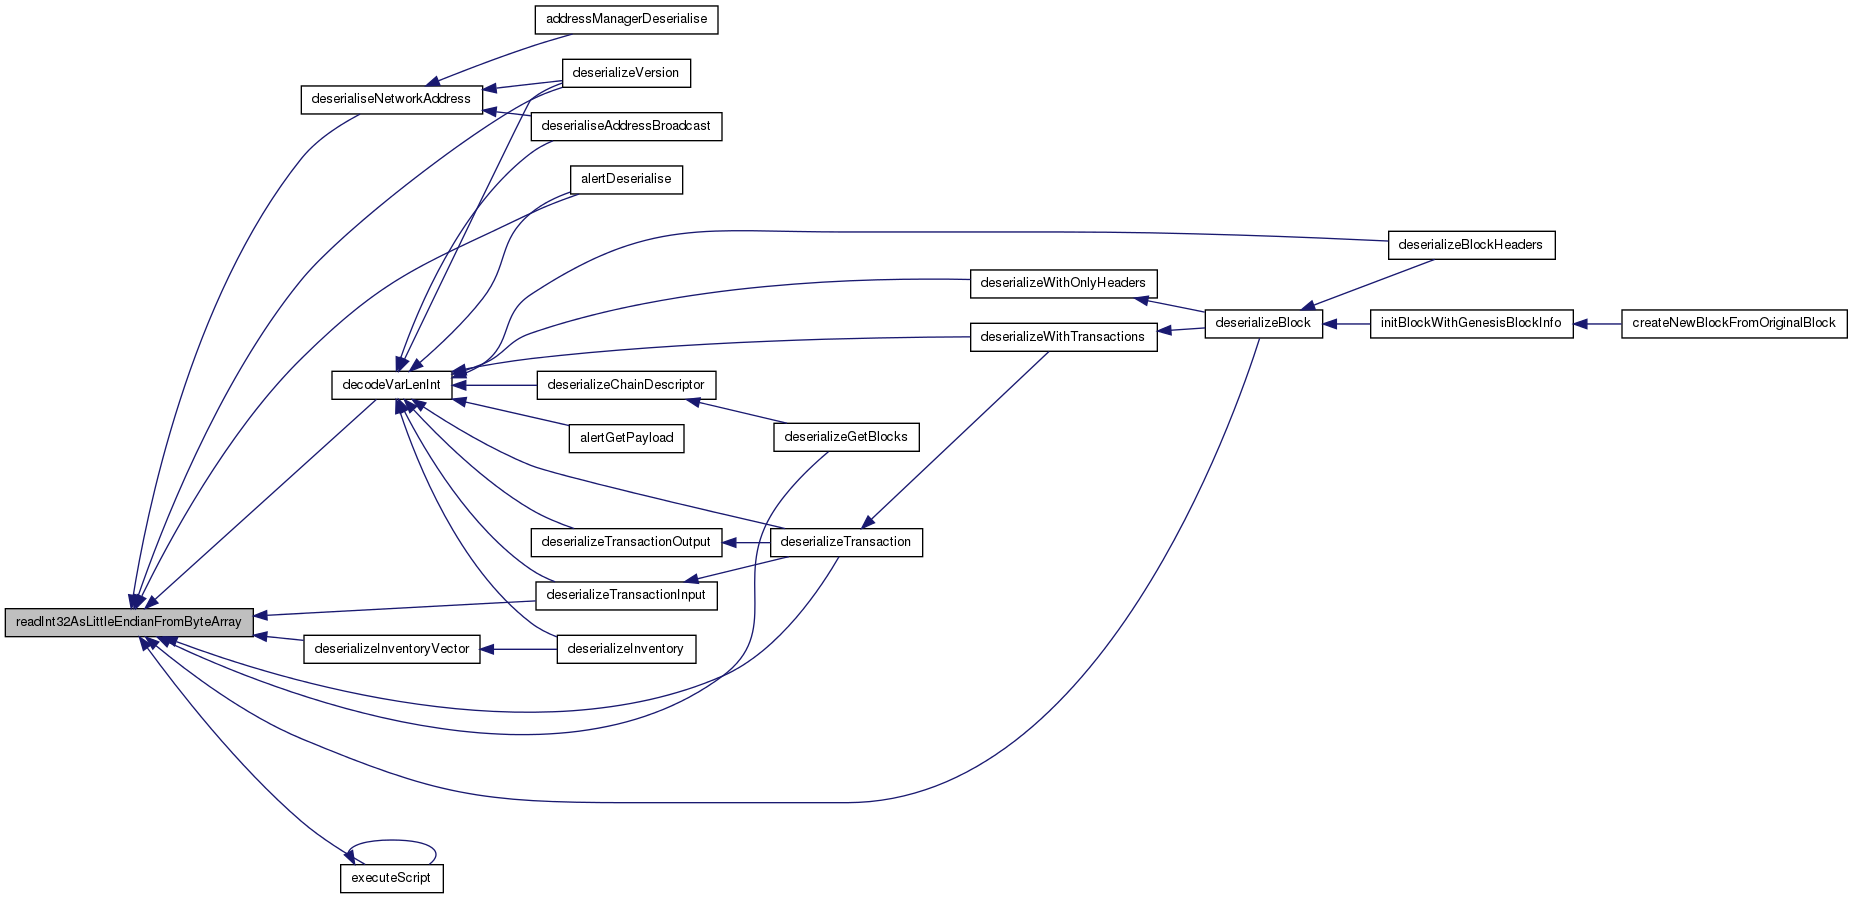 addressManagerDeserialise
deserializeVersion
deserialiseNetworkAddress
deserialiseAddressBroadcast
alertDeserialise
deserializeBlockHeaders
deserializeWithOnlyHeaders
deserializeBlock
initBlockWithGenesisBlockInfo
createNewBlockFromOriginalBlock
deserializeWithTransactions
decodeVarLenInt
deserializeChainDescriptor
alertGetPayload
deserializeGetBlocks
deserializeTransactionOutput
deserializeTransaction
deserializeTransactionInput
readInt32AsLittleEndianFromByteArray
deserializeInventoryVector
deserializeInventory
executeScript